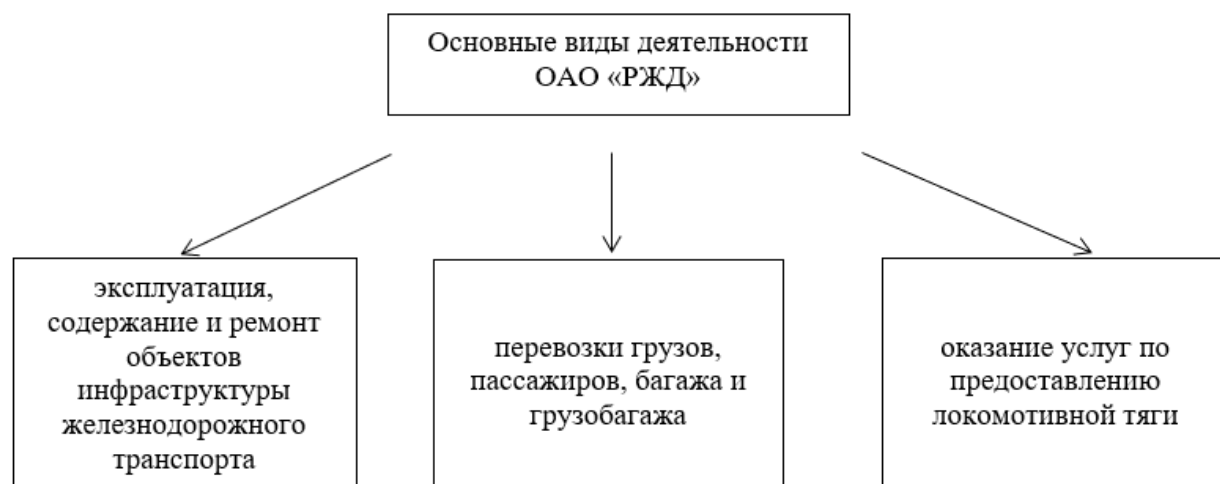 Основные виды деятельности
ОАО «РЖД»
эксплуатация,
содержание и ремонт
объектов
инфраструктуры
железнодорожного
транспорта
перевозки грузов,
пассажиров, багажа и
грузобагажа
оказание услуг по
предоставлению
локомотивной тяги